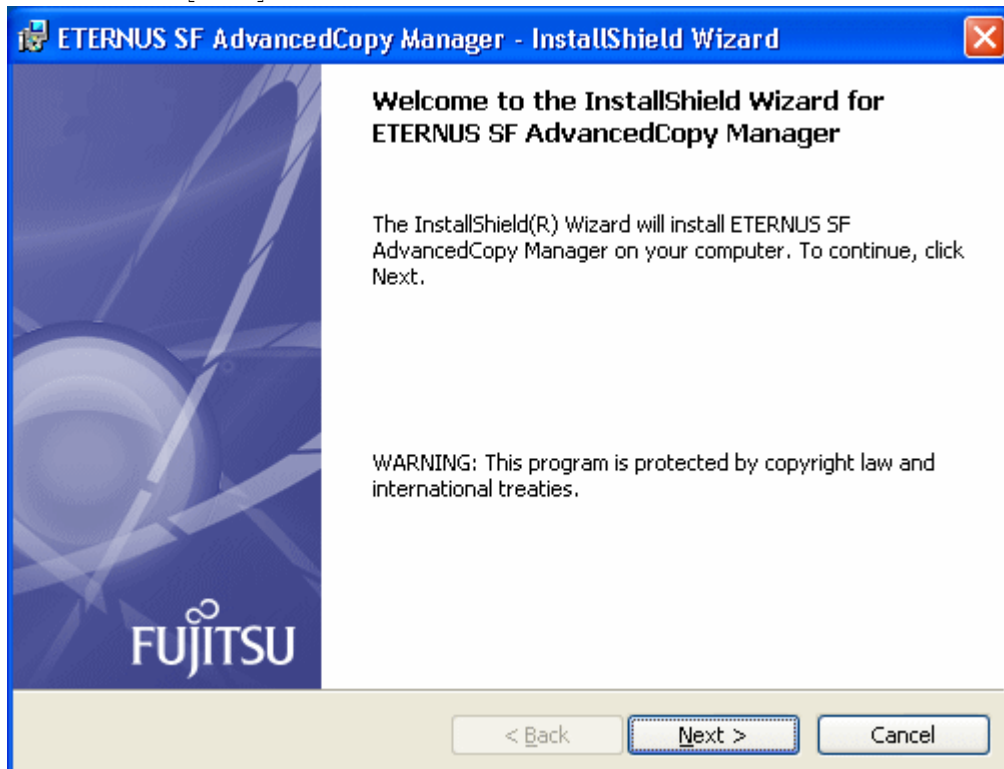 ETERNUS SF AdvancedCopy Manager - InstallShield Wizard
Welcome to the InstallShield Wizard for
ETERNUS SF AdvancedCopy Manager
The InstallShield(R) Wizard will install ETERNUS SF
AdvancedCopy Manager on your computer. To continue, click
Next.
WARNING: This program is protected by copyright law and
international treaties.
FUJITSU
< Back
Next >
Cancel